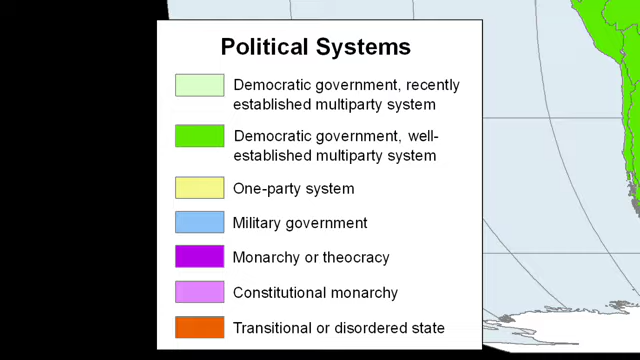 Political Systems
Democratic government, recently
established multiparty system
Democratic government, well-
established multiparty system
One-party system
Military government
Monarchy or theocracy
Constitutional monarchy
Transitional or disordered state